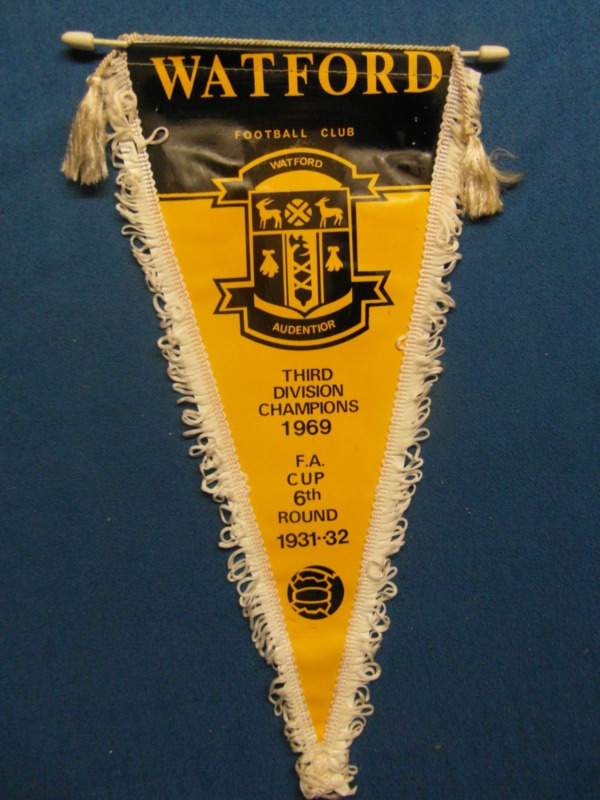 WATFORD
FOOTBALL CLUB
WATFORD
AUDENTIOR
THIRD
DIVISION
CHAMPIONS
1969
F.A.
CUP
6th
ROUND
1931--32